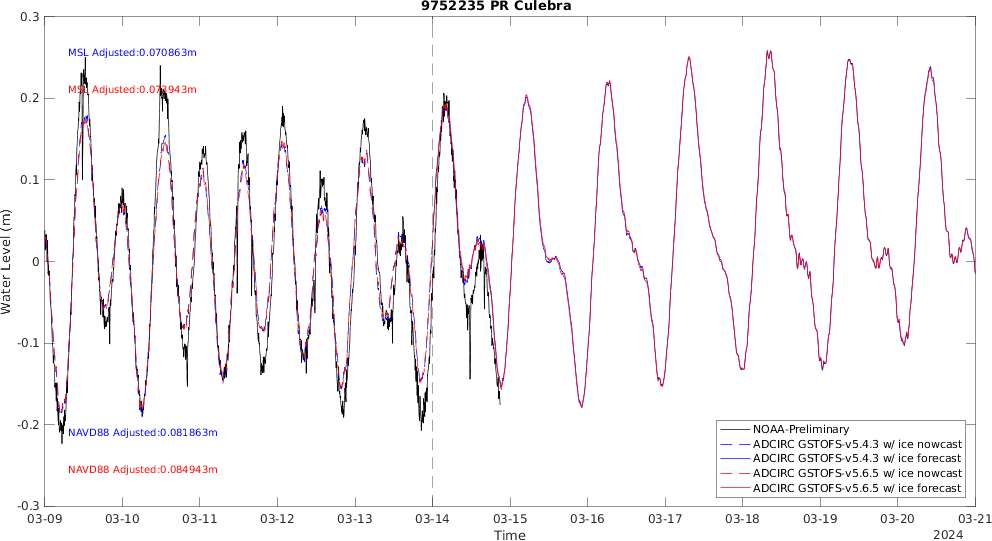 9752235 PR Culebra
0.3
0.2
0.1
0
-0.1
-0.2
-0.3
Water Level (m)
MSL Adjusted:0.070863m
MSL Adjusted:0.073943m
NAVD88 Adjusted:0.081863m
NAVD88 Adjusted:0.084943m
NOAA-Preliminary
ADCIRC GSTOFS-v5.4.3 w/ ice nowcast
ADCIRC GSTOFS-v5.4.3 w/ ice forecast
ADCIRC GSTOFS-v5.6.5 w/ ice nowcast
ADCIRC GSTOFS-v5.6.5 w/ ice forecast
03-09 03-10 03-11 03-12 03-13 03-14 03-15 03-16 03-17 03-18 03-19 03-20 03-21
Time
2024